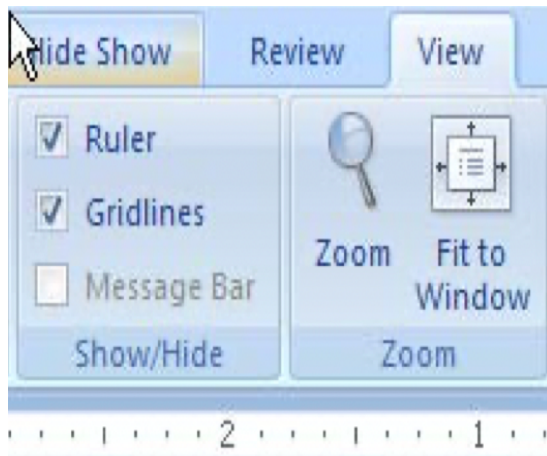 Slide Show Review View
Ruler
Gridlines
Message Bar
Show/Hide
Zoom
Fit to
Window
Zoom
2 1